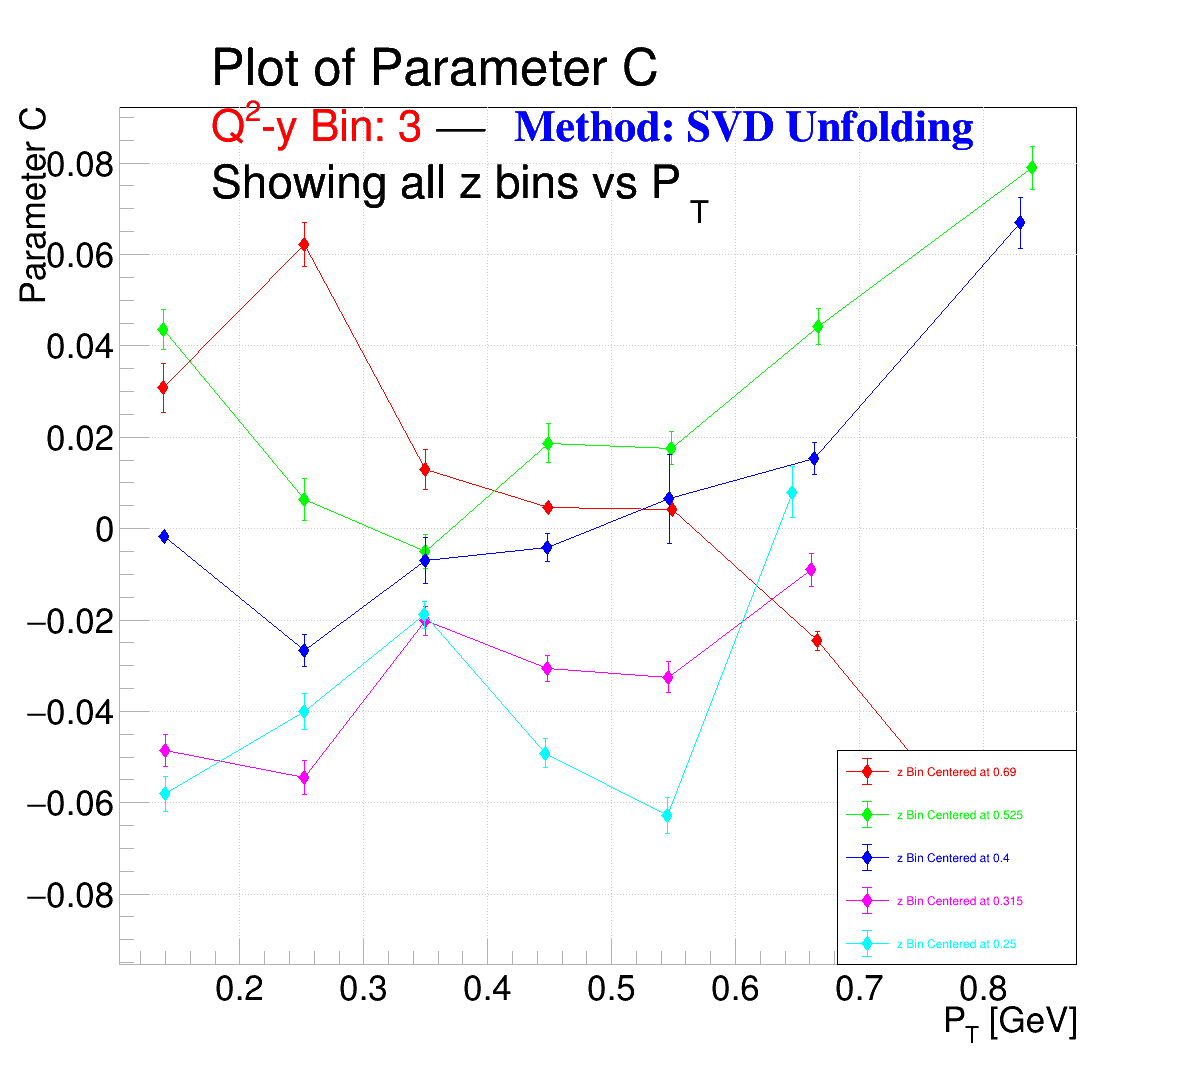 Plot of Parameter C
Q²-y Bin: 3 — Method: SVD Unfolding
Showing all z bins vs P_T
Parameter C
0.08
0.06
0.04
0.02
0
−0.02
−0.04
−0.06
−0.08
z Bin Centered at 0.69
z Bin Centered at 0.525
z Bin Centered at 0.4
z Bin Centered at 0.315
z Bin Centered at 0.25
0.2 0.3 0.4 0.5 0.6 0.7 0.8
P_T [GeV]